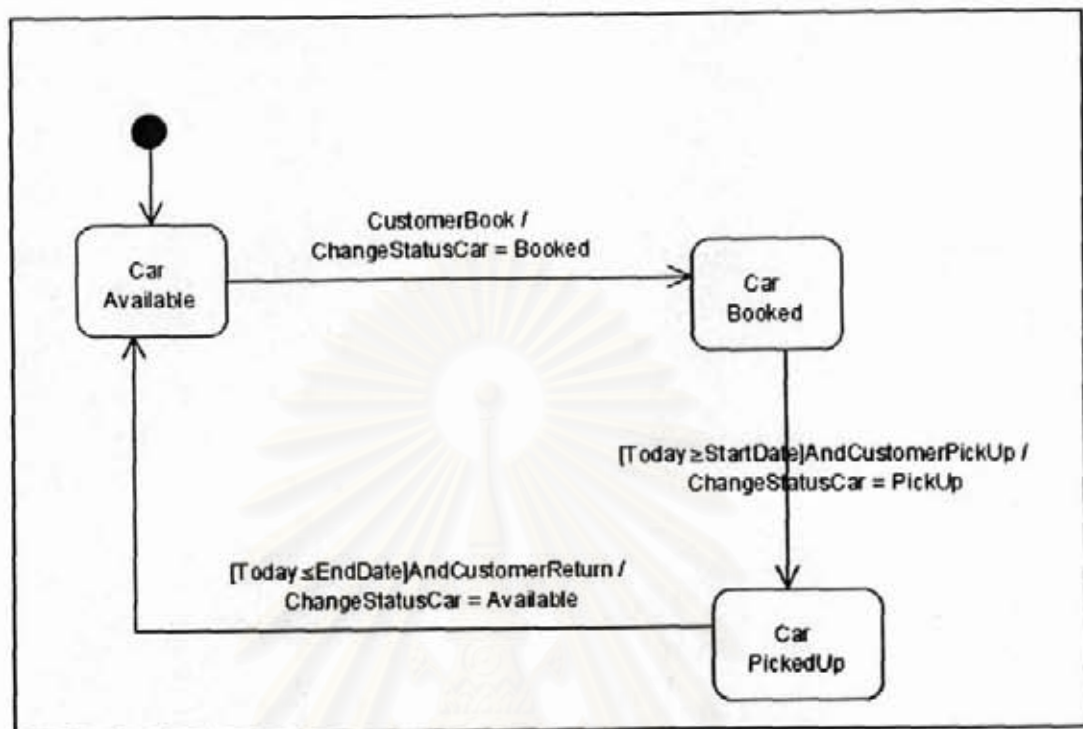 CustomerBook /
ChangeStatusCar = Booked
Car
Available
Car
Booked
[Today≥StartDate]AndCustomerPickUp /
ChangeStatusCar = PickUp
[Today≤EndDate]AndCustomerReturn /
ChangeStatusCar = Available
Car
PickedUp